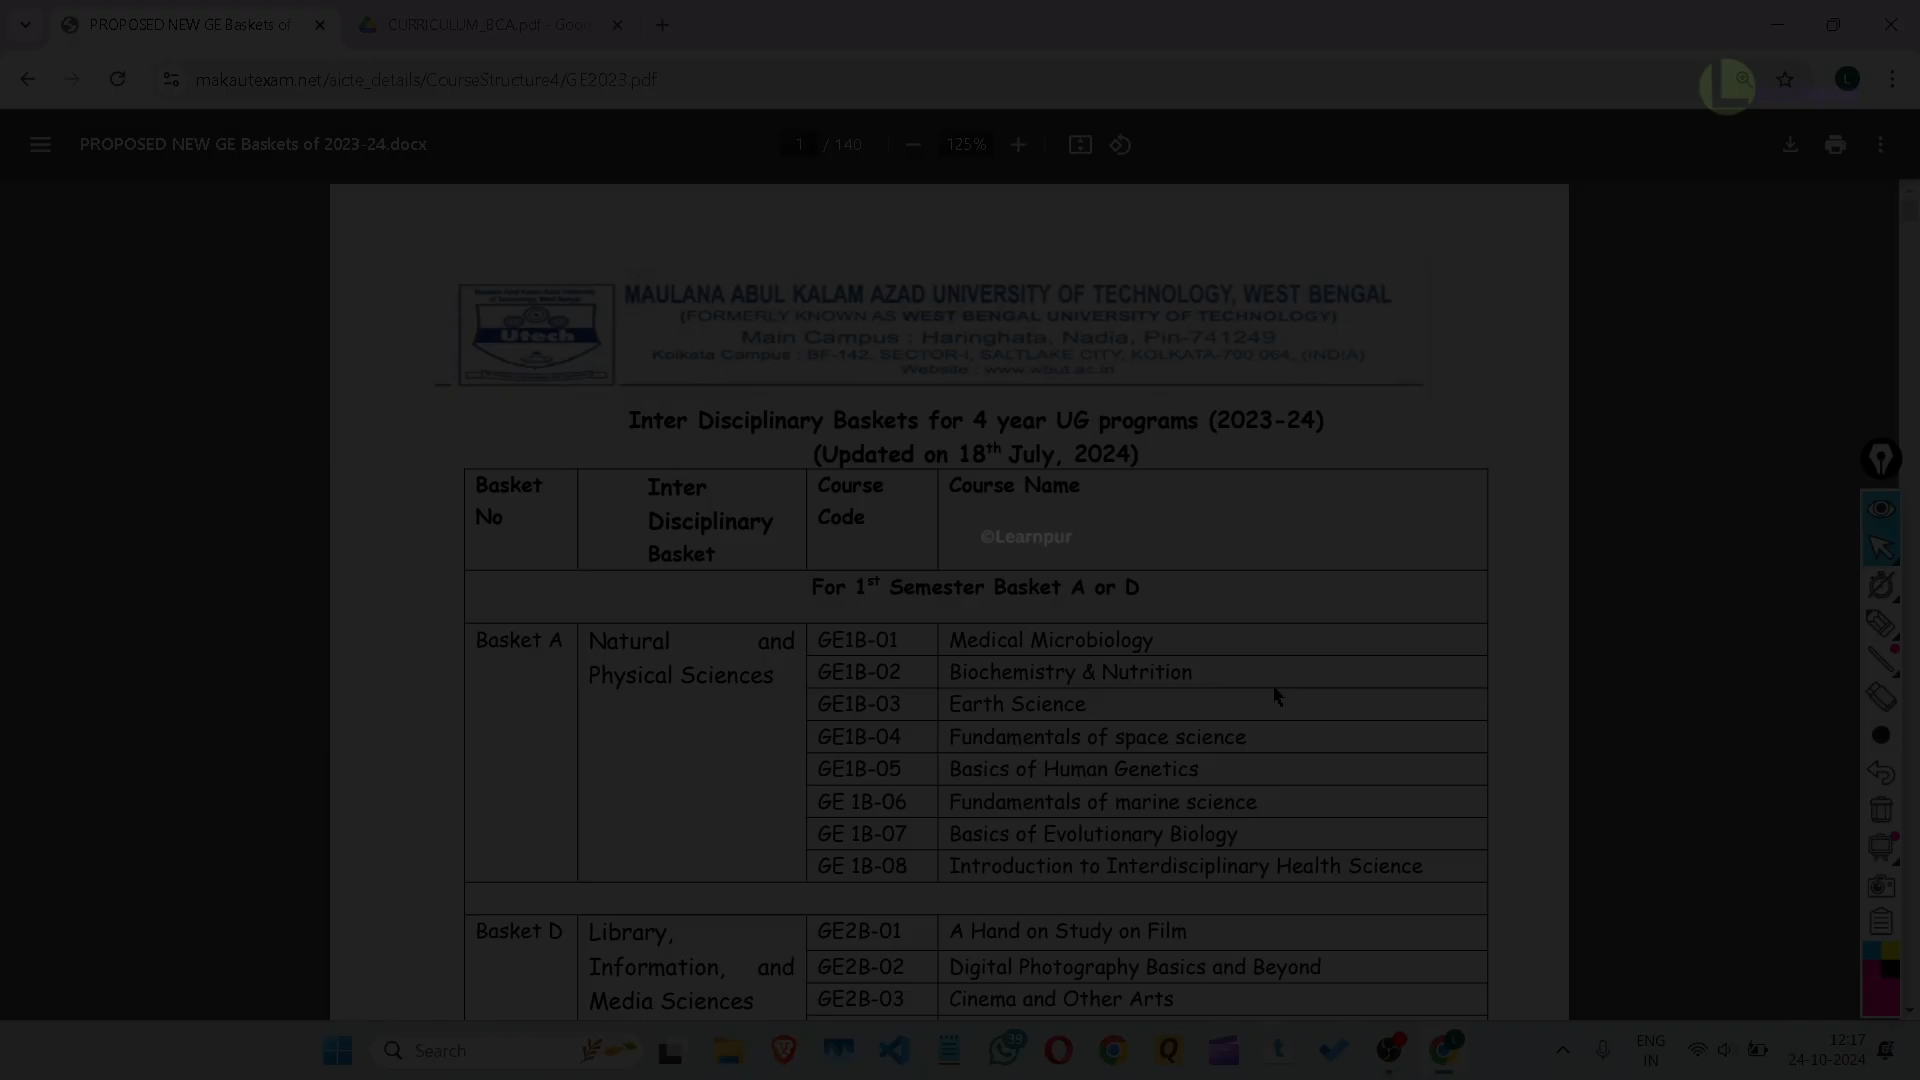 PROPOSED NEW GE Baskets of
CURRICULUM_BCA.pdf - Goo
makautexam.net/aicte_details/CourseStructure4/GE2023.pdf
L
PROPOSED NEW GE Baskets of 2023-24.docx
1 / 140
125%
MAULANA ABUL KALAM AZAD UNIVERSITY OF TECHNOLOGY, WEST BENGAL
(FORMERLY KNOWN AS WEST BENGAL UNIVERSITY OF TECHNOLOGY)
Main Campus : Haringhata, Nadia, Pin-741249
Kolkata Campus : BF-142, SECTOR-I, SALTLAKE CITY, KOLKATA-700 064, (INDIA)
Website : www.wbut.ac.in
Utech
Inter Disciplinary Baskets for 4 year UG programs (2023-24)
(Updated on 18th July, 2024)
Basket No
Inter Disciplinary Basket
Course Code
Course Name
©Learnpur
For 1st Semester Basket A or D
Basket A
Natural and Physical Sciences
GE1B-01 Medical Microbiology
GE1B-02 Biochemistry & Nutrition
GE1B-03 Earth Science
GE1B-04 Fundamentals of space science
GE1B-05 Basics of Human Genetics
GE 1B-06 Fundamentals of marine science
GE 1B-07 Basics of Evolutionary Biology
GE 1B-08 Introduction to Interdisciplinary Health Science
Basket D
Library, Information, and Media Sciences
GE2B-01 A Hand on Study on Film
GE2B-02 Digital Photography Basics and Beyond
GE2B-03 Cinema and Other Arts
Search
39
ENG
IN
12:17
24-10-2024